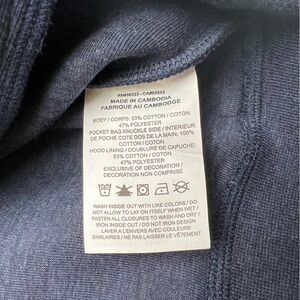 MADE IN CAMBODIA
FABRIQUÉ AU CAMBODGE
BODY / CORPS: 53% COTTON / COTON
47% POLYESTER
POCKET BAG KNUCKLE SIDE / INTERIEUR
DE POCHE COTE DOS DE LA MAIN: 100%
COTTON / COTON
HOOD LINING / DOUBLURE DE CAPUCHE:
53% COTTON / COTON
47% POLYESTER
EXCLUSIVE OF DECORATION /
DECORATION NON COMPRISE
WASH INSIDE OUT WITH LIKE COLORS / DO
NOT ALLOW TO LAY ON ITSELF WHEN WET /
FASTEN ALL CLOSURES TO WASH AND DRY /
IRON INSIDE OUT / DO NOT IRON DESIGN
LAVER A L'ENVERS AVEC COULEURS
SIMILAIRES / NE PAS LAISSER LE VÊTEMENT